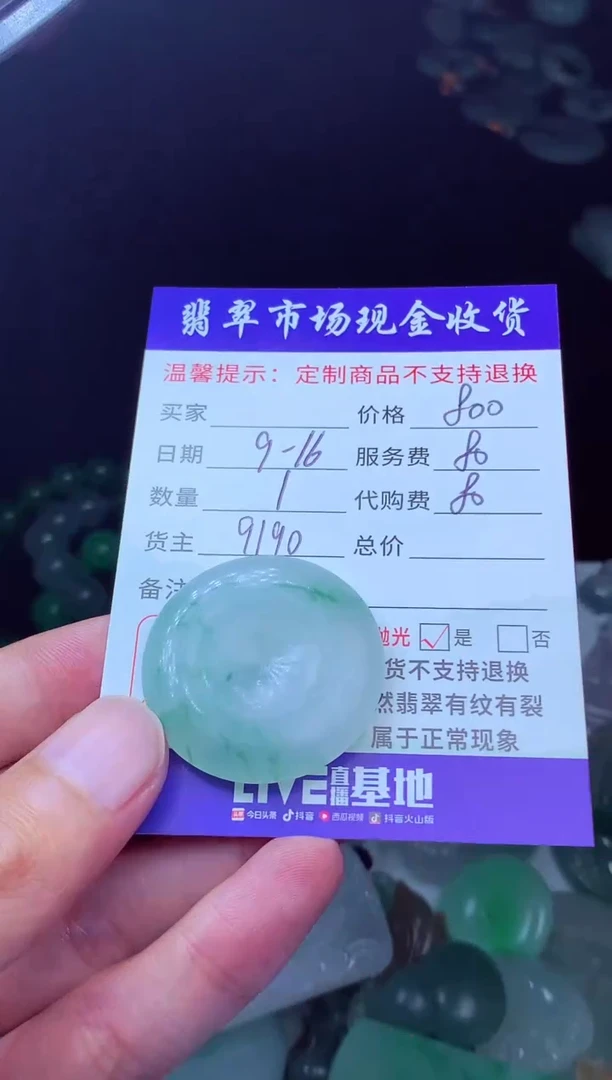 翡翠市场现金收货
温馨提示：定制商品不支持退换
买家 价格 800
日期 9-16 服务费 80
数量 1 代购费 80
货主 9190 总价
备注
抛光 ☑是 □否
货不支持退换
然翡翠有纹有裂
属于正常现象
LIVE直播基地
今日头条 抖音 西瓜视频 抖音火山版